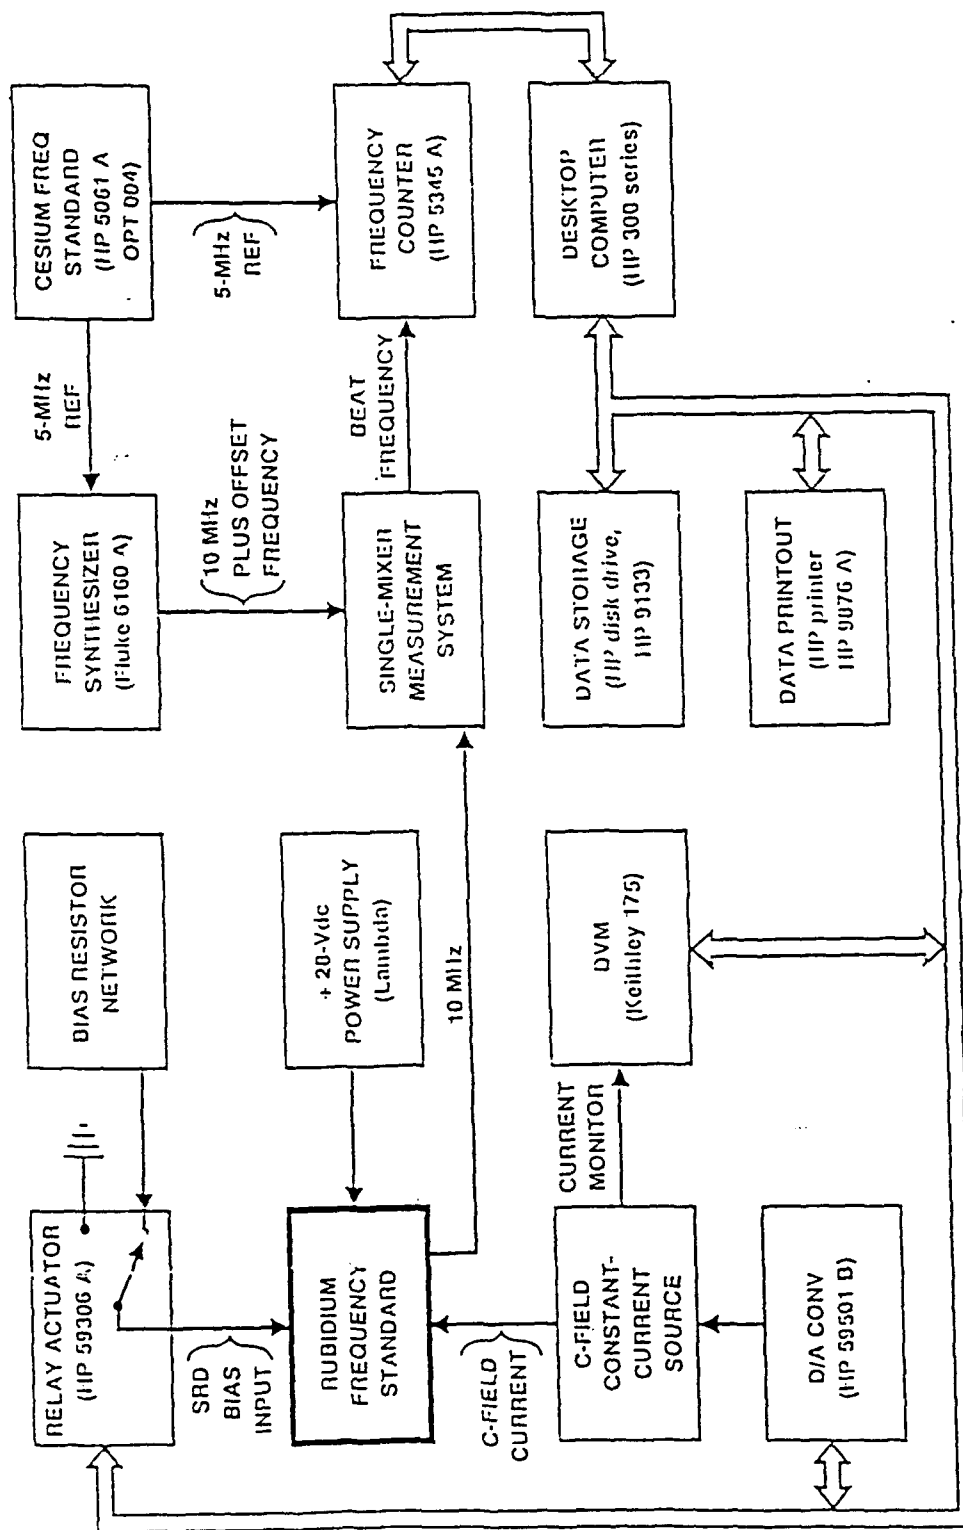 RELAY ACTUATOR
(HP 59306 A)
BIAS RESISTOR
NETWORK
FREQUENCY
SYNTHESIZER
(Fluke 6160 A)
5-MHz
REF
CESIUM FREQ
STANDARD
(HP 5061 A
OPT 004)
SRD
BIAS
INPUT
10 MHz
PLUS OFFSET
FREQUENCY
5-MHz
REF
RUBIDIUM
FREQUENCY
STANDARD
+ 28-Vdc
POWER SUPPLY
(Lambda)
SINGLE-MIXER
MEASUREMENT
SYSTEM
BEAT
FREQUENCY
FREQUENCY
COUNTER
(HP 5345 A)
10 MHz
C-FIELD
CURRENT
C-FIELD
CONSTANT-
CURRENT
SOURCE
CURRENT
MONITOR
DVM
(Keithley 175)
DATA STORAGE
(HP disk drive,
HP 9133)
DESKTOP
COMPUTER
(HP 300 series)
D/A CONV
(HP 59501 B)
DATA PRINTOUT
(HP printer
HP 9876 A)